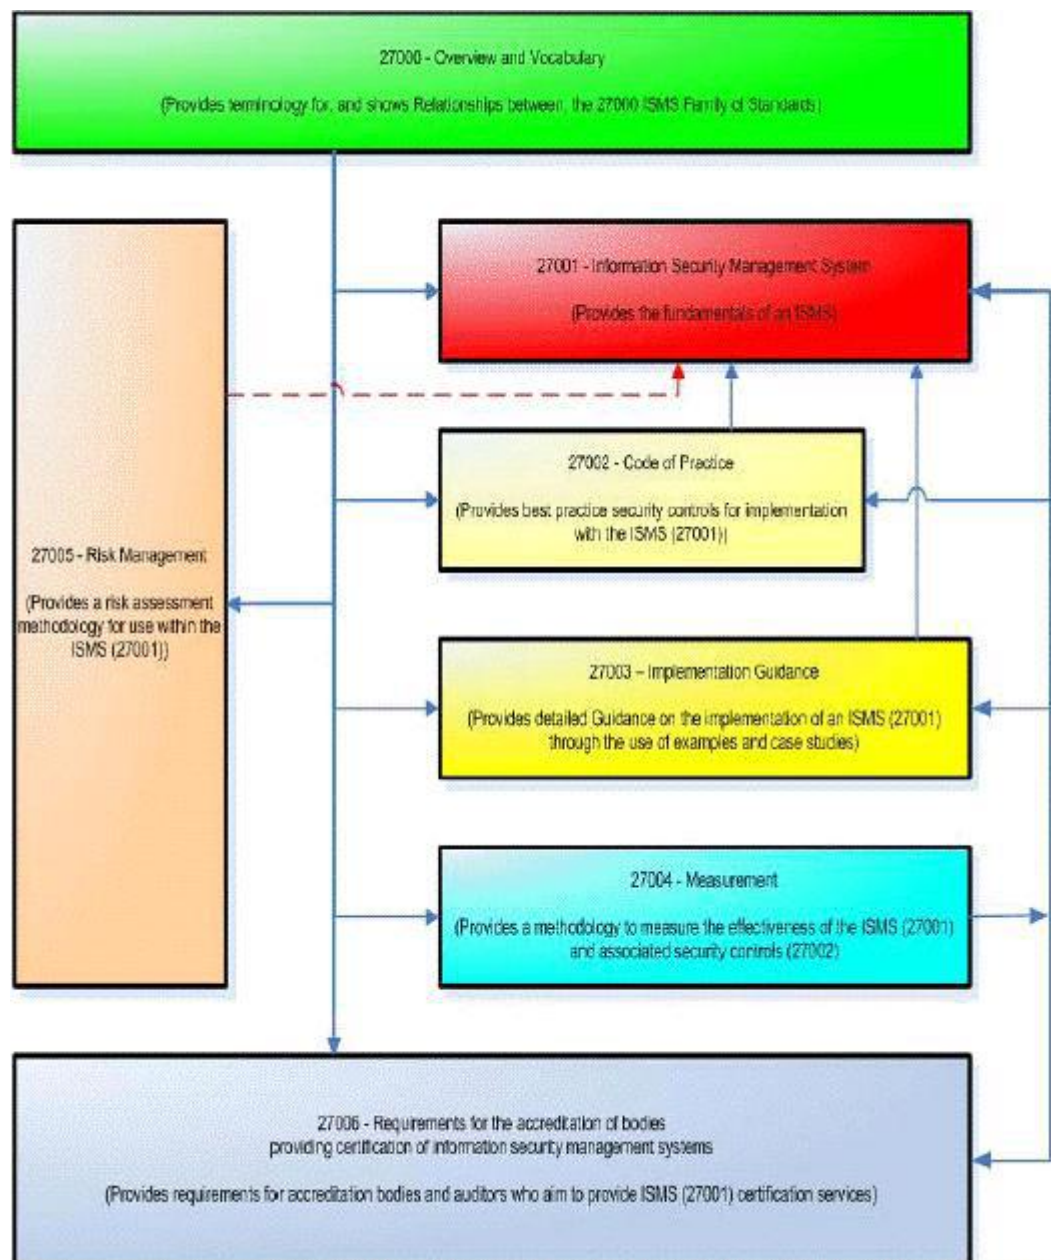 27000 - Overview and Vocabulary
(Provides terminology for, and shows Relationships between, the 27000 ISMS Family of Standards)
27001 - Information Security Management System
(Provides the fundamentals of an ISMS)
27002 - Code of Practice
(Provides best practice security controls for implementation
with the ISMS (27001))
27005 - Risk Management
(Provides a risk assessment
methodology for use within the
ISMS (27001))
27003 – Implementation Guidance
(Provides detailed Guidance on the implementation of an ISMS (27001)
through the use of examples and case studies)
27004 - Measurement
(Provides a methodology to measure the effectiveness of the ISMS (27001)
and associated security controls (27002)
27006 - Requirements for the accreditation of bodies
providing certification of information security management systems
(Provides requirements for accreditation bodies and auditors who aim to provide ISMS (27001) certification services)